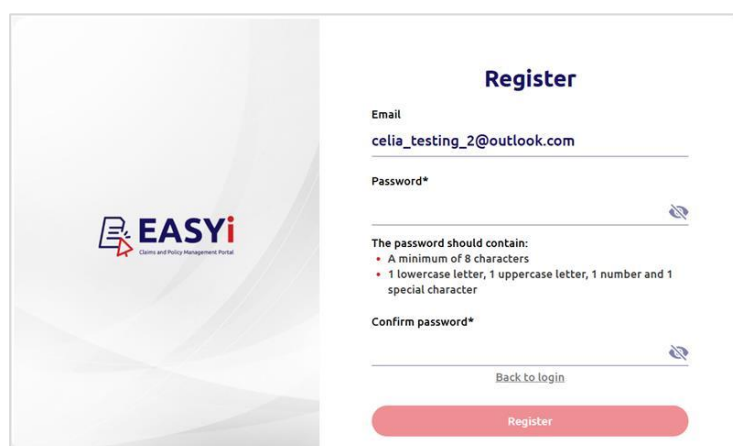 EASYi
Claims and Policy Management Portal
Register
Email
celia_testing_2@outlook.com
Password*
The password should contain:
• A minimum of 8 characters
• 1 lowercase letter, 1 uppercase letter, 1 number and 1
special character
Confirm password*
Back to login
Register